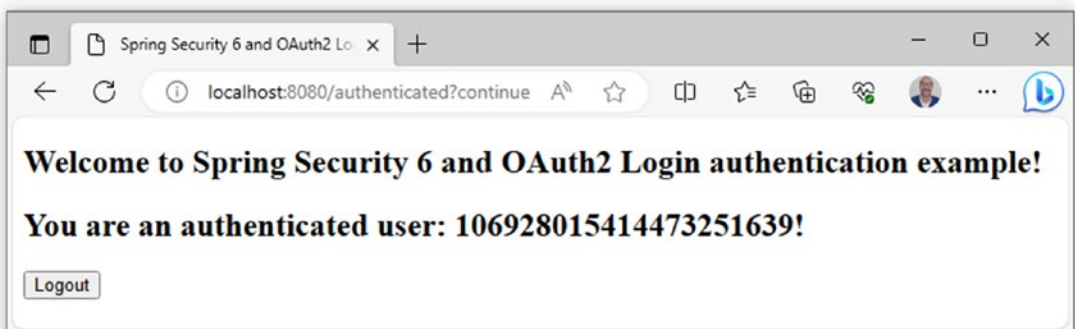 Spring Security 6 and OAuth2 Lo
localhost:8080/authenticated?continue
Welcome to Spring Security 6 and OAuth2 Login authentication example!
You are an authenticated user: 106928015414473251639!
Logout